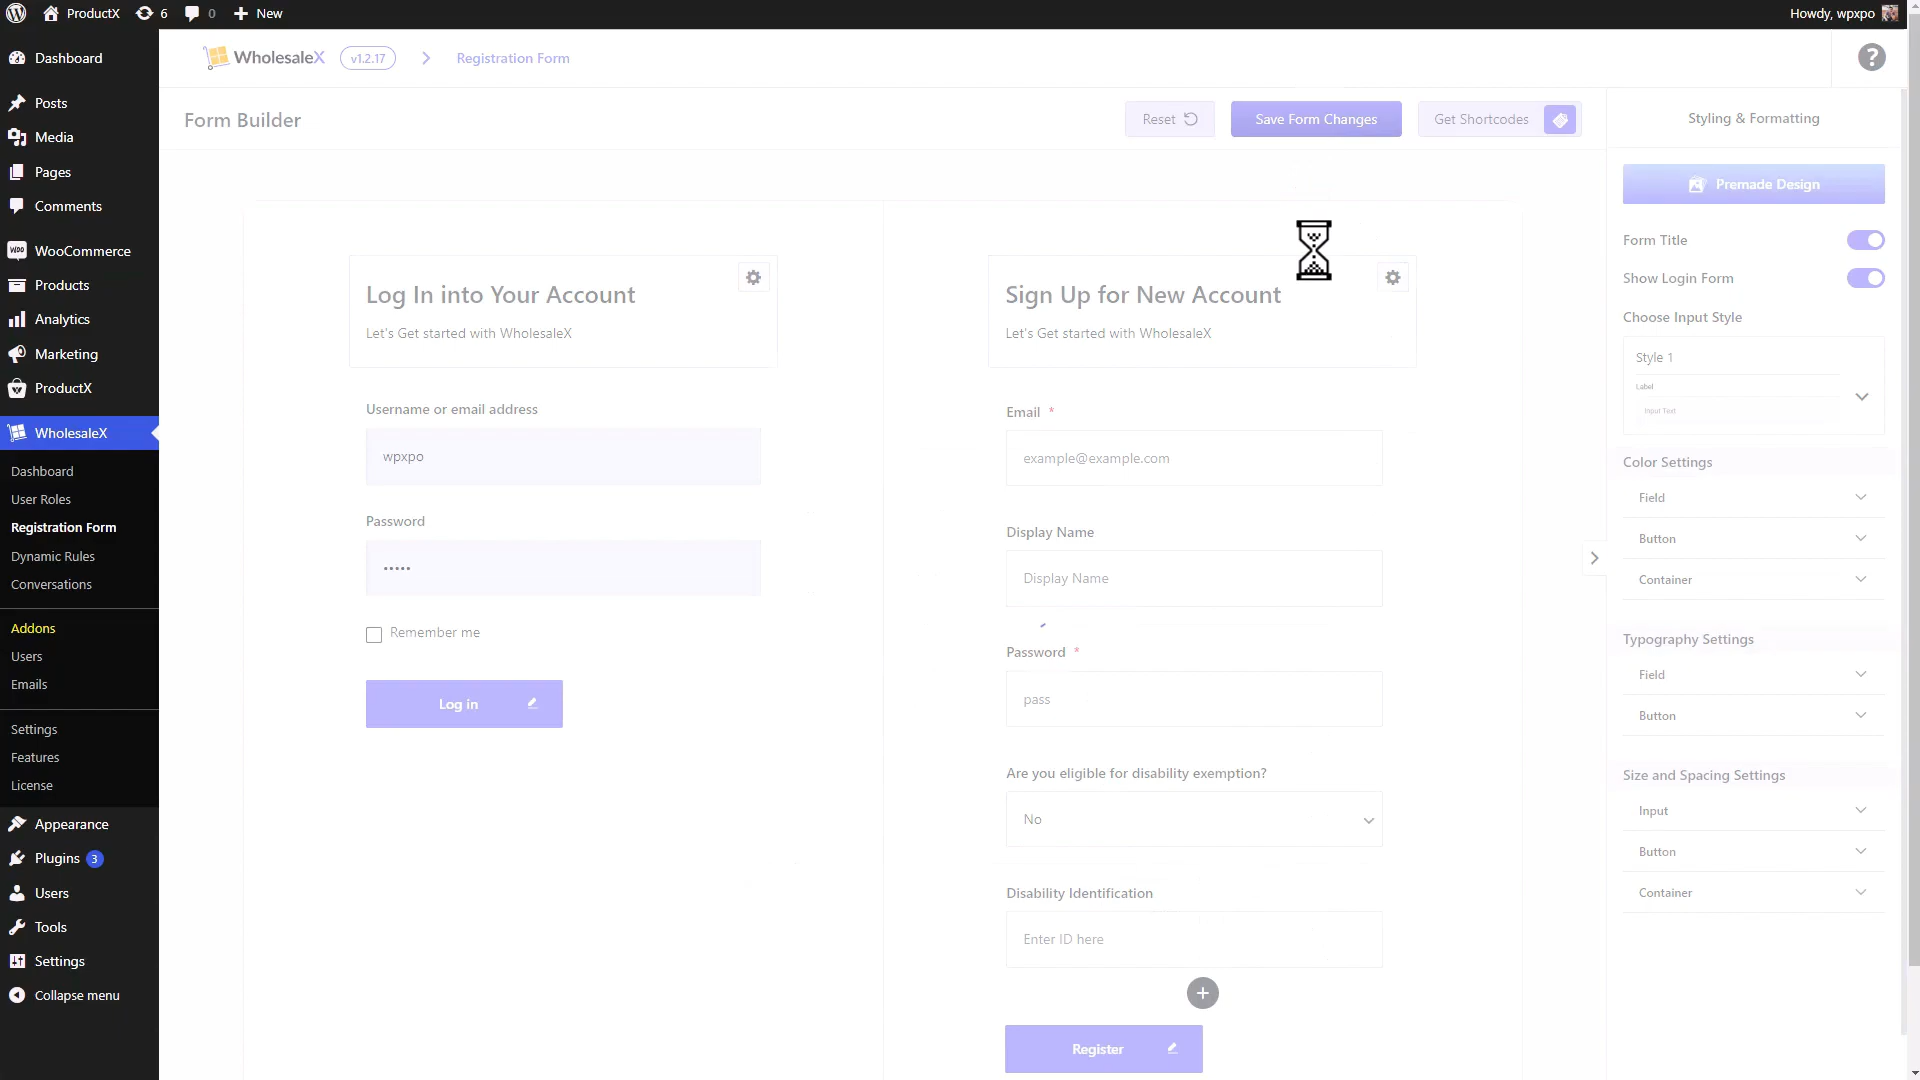 ProductX
6
0
New
Howdy, wpxpo
Dashboard
Posts
Media
Pages
Comments
WooCommerce
Products
Analytics
Marketing
ProductX
WholesaleX
Dashboard
User Roles
Registration Form
Dynamic Rules
Conversations
Addons
Users
Emails
Settings
Features
License
Appearance
Plugins 3
Users
Tools
Settings
Collapse menu
WholesaleX
v1.2.17
Registration Form
?
Form Builder
Reset
Save Form Changes
Get Shortcodes
Log In into Your Account
Let's Get started with WholesaleX
Username or email address
wpxpo
Password
•••••
Remember me
Log in
Sign Up for New Account
Let's Get started with WholesaleX
Email *
example@example.com
Display Name
Display Name
Password *
pass
Are you eligible for disability exemption?
No
Disability Identification
Enter ID here
Register
Styling & Formatting
Premade Design
Form Title
Show Login Form
Choose Input Style
Style 1
Label
Input Text
Color Settings
Field
Button
Container
Typography Settings
Field
Button
Size and Spacing Settings
Input
Button
Container